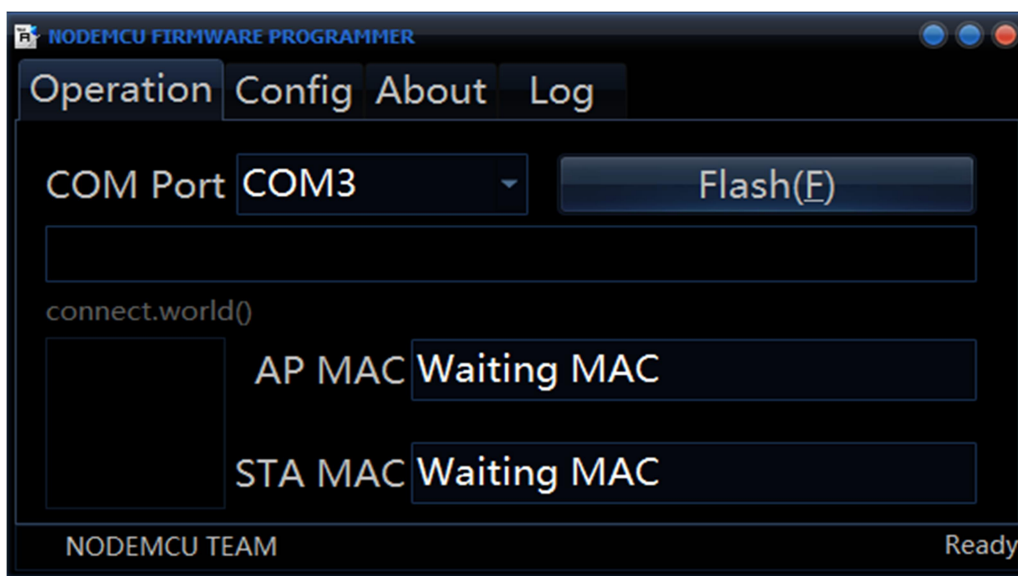 NODEMCU FIRMWARE PROGRAMMER
Operation Config About Log
COM Port COM3 Flash(F)
connect.world()
AP MAC Waiting MAC
STA MAC Waiting MAC
NODEMCU TEAM Ready